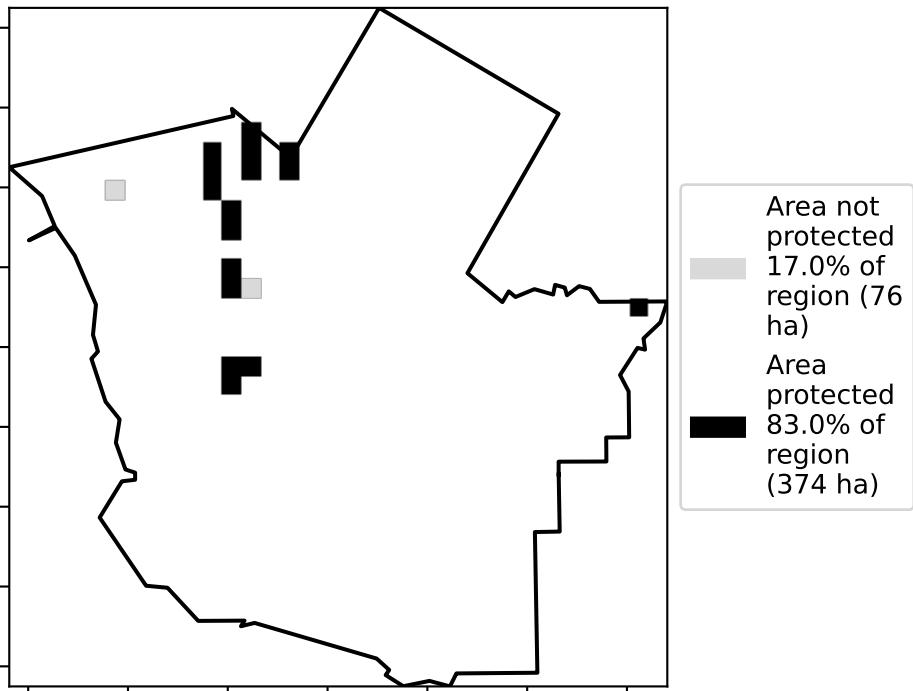 Area not
protected
17.0% of
region (76
ha)
Area
protected
83.0% of
region
(374 ha)